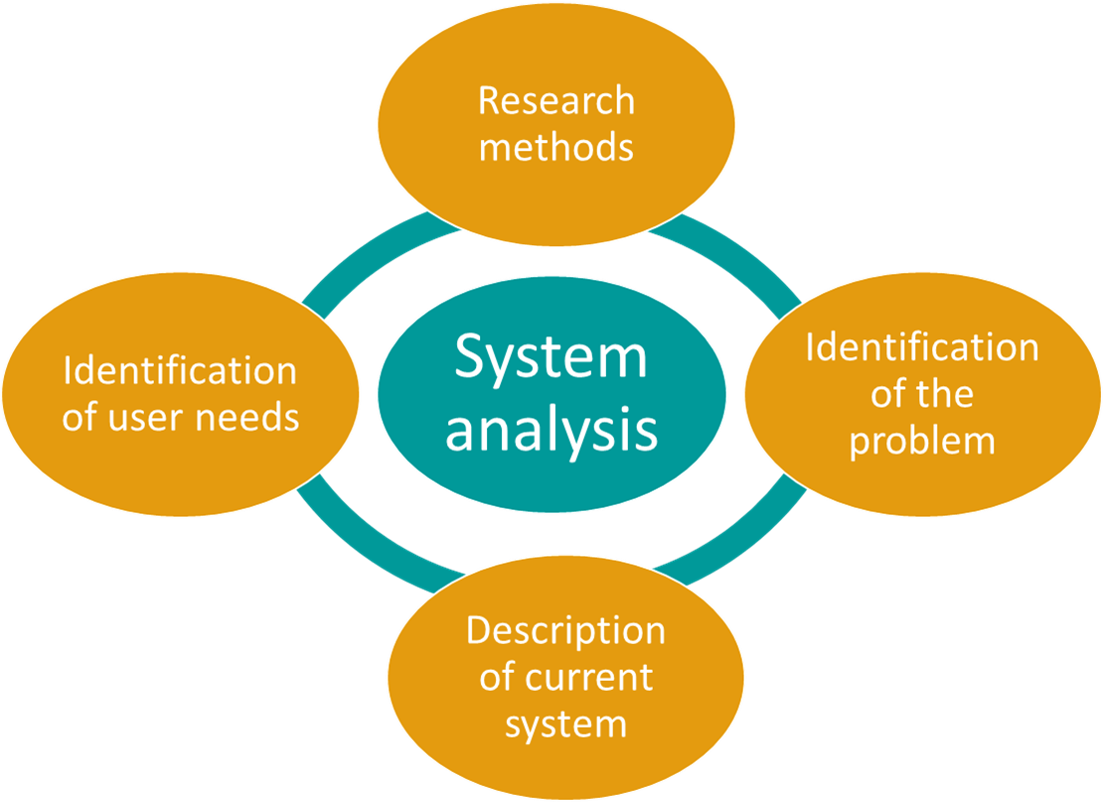 Research
methods
Identification
of user needs
System
analysis
Identification
of the
problem
Description
of current
system